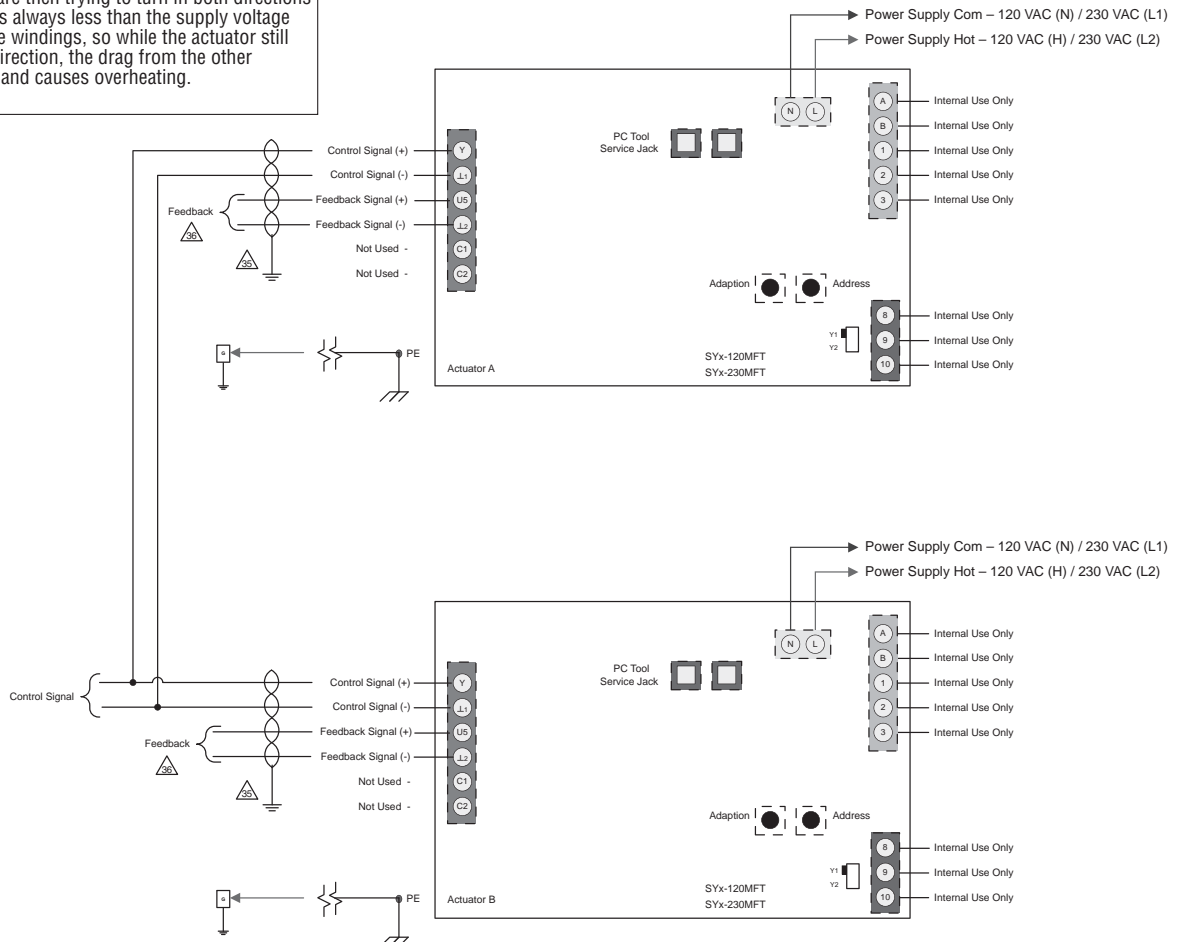 are then trying to turn in both directions
s always less than the supply voltage
e windings, so while the actuator still
irection, the drag from the other
and causes overheating.
Power Supply Com – 120 VAC (N) / 230 VAC (L1)
Power Supply Hot – 120 VAC (H) / 230 VAC (L2)
N L
PC Tool
Service Jack
A Internal Use Only
B Internal Use Only
1 Internal Use Only
2 Internal Use Only
3 Internal Use Only
Control Signal (+) Y
Control Signal (-) ⊥1
Feedback Signal (+) U5
Feedback Signal (-) ⊥2
Not Used - C1
Not Used - C2
Feedback
36
35
Adaption Address
8 Internal Use Only
9 Internal Use Only
10 Internal Use Only
Y1
Y2
G
PE
Actuator A
SYx-120MFT
SYx-230MFT
Power Supply Com – 120 VAC (N) / 230 VAC (L1)
Power Supply Hot – 120 VAC (H) / 230 VAC (L2)
N L
PC Tool
Service Jack
A Internal Use Only
B Internal Use Only
1 Internal Use Only
2 Internal Use Only
3 Internal Use Only
Control Signal
Control Signal (+) Y
Control Signal (-) ⊥1
Feedback Signal (+) U5
Feedback Signal (-) ⊥2
Not Used - C1
Not Used - C2
Feedback
36
35
Adaption Address
8 Internal Use Only
9 Internal Use Only
10 Internal Use Only
Y1
Y2
G
PE
Actuator B
SYx-120MFT
SYx-230MFT